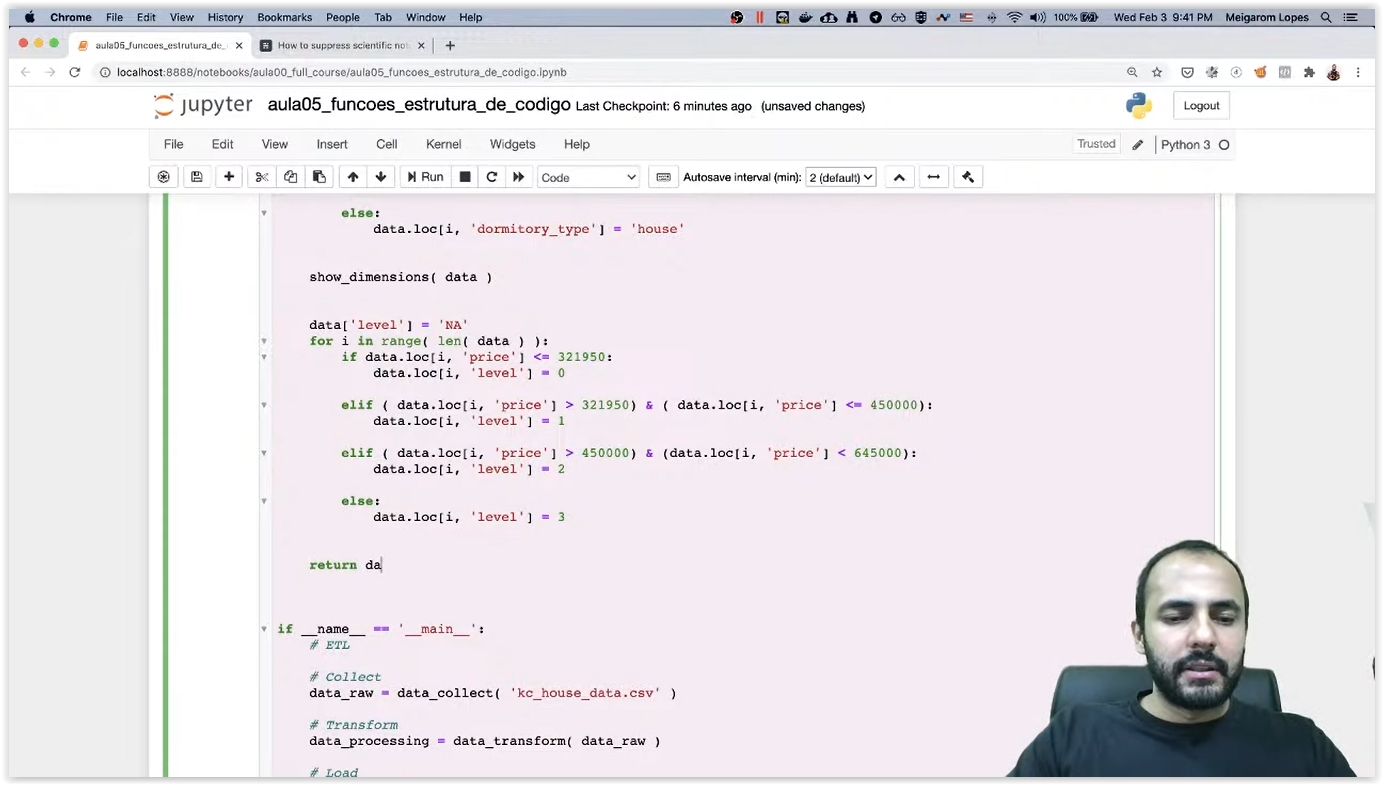 Chrome File Edit View History Bookmarks People Tab Window Help 100% Wed Feb 3 9:41 PM Meigarom Lopes
aula05_funcoes_estrutura_de_ How to suppress scientific not
localhost:8888/notebooks/aula00_full_course/aula05_funcoes_estrutura_de_codigo.ipynb
jupyter aula05_funcoes_estrutura_de_codigo Last Checkpoint: 6 minutes ago (unsaved changes) Logout
File Edit View Insert Cell Kernel Widgets Help Trusted Python 3
Run Code Autosave interval (min): 2 (default)
else:
data.loc[i, 'dormitory_type'] = 'house'
show_dimensions( data )
data['level'] = 'NA'
for i in range( len( data ) ):
if data.loc[i, 'price'] <= 321950:
data.loc[i, 'level'] = 0
elif ( data.loc[i, 'price'] > 321950) & ( data.loc[i, 'price'] <= 450000):
data.loc[i, 'level'] = 1
elif ( data.loc[i, 'price'] > 450000) & (data.loc[i, 'price'] < 645000):
data.loc[i, 'level'] = 2
else:
data.loc[i, 'level'] = 3
return da
if __name__ == '__main__':
# ETL
# Collect
data_raw = data_collect( 'kc_house_data.csv' )
# Transform
data_processing = data_transform( data_raw )
# Load